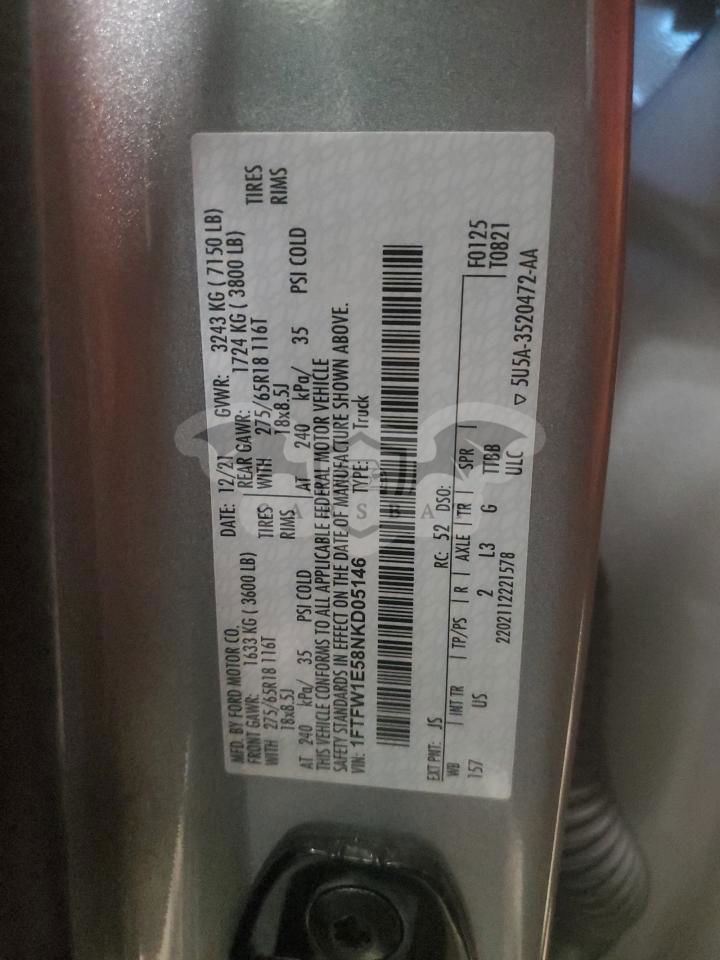 MFD. BY FORD MOTOR CO. DATE: 12/21 GVWR: 3243 KG ( 7150 LB)
FRONT GAWR: 1633 KG ( 3600 LB) REAR GAWR: 1724 KG ( 3800 LB)
WITH 275/65R18 116T TIRES WITH 275/65R18 116T TIRES
18x8.5J RIMS 18x8.5J RIMS
AT 240 kPa/ 35 PSI COLD AT 240 kPa/ 35 PSI COLD
THIS VEHICLE CONFORMS TO ALL APPLICABLE FEDERAL MOTOR VEHICLE
SAFETY STANDARDS IN EFFECT ON THE DATE OF MANUFACTURE SHOWN ABOVE.
VIN: 1FTFW1E58NKD05146 TYPE: Truck
EXT PNT: JS RC: 52 DSO: F0125
WB | INT TR | TP/PS | R | AXLE | TR | SPR | T0821
157 US 2 L3 G TTBB
2202112221578 ULC ▽ 5U5A-3520472-AA